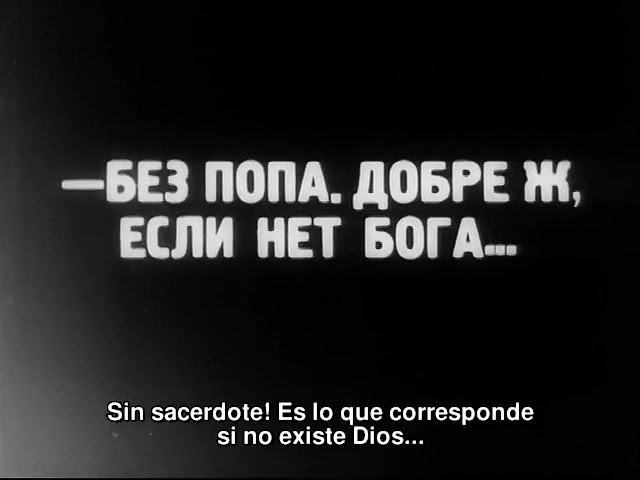 —БЕЗ ПОПА. ДОБРЕ Ж,
ЕСЛИ НЕТ БОГА...
Sin sacerdote! Es lo que corresponde
si no existe Dios...